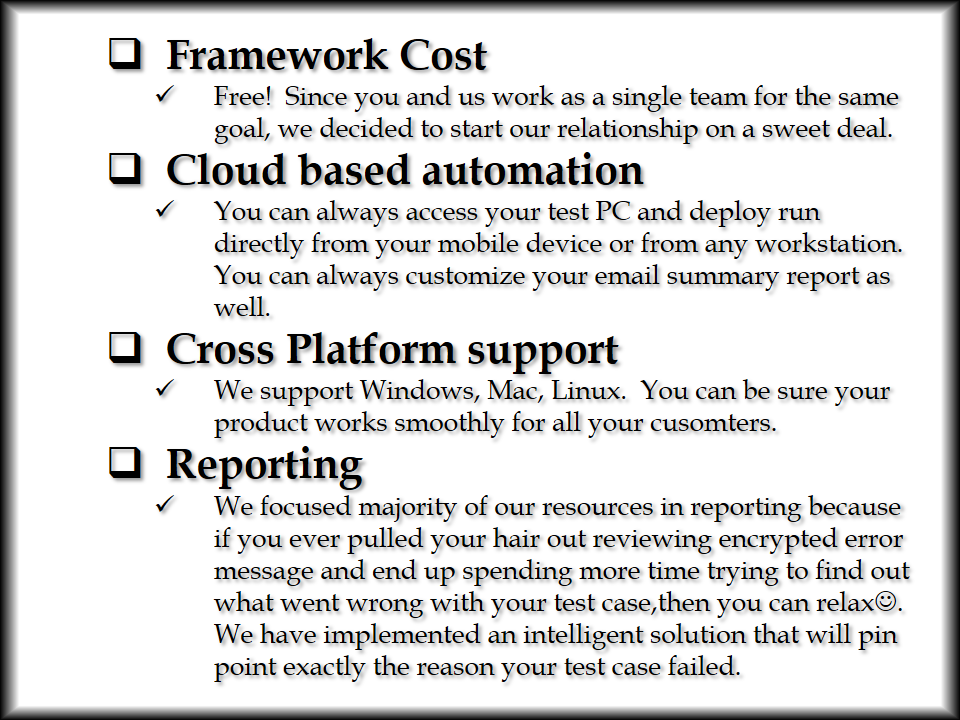 ❑ Framework Cost
✓ Free!  Since you and us work as a single team for the same
goal, we decided to start our relationship on a sweet deal.
❑ Cloud based automation
✓ You can always access your test PC and deploy run
directly from your mobile device or from any workstation.
You can always customize your email summary report as
well.
❑ Cross Platform support
✓ We support Windows, Mac, Linux.  You can be sure your
product works smoothly for all your cusomters.
❑ Reporting
✓ We focused majority of our resources in reporting because
if you ever pulled your hair out reviewing encrypted error
message and end up spending more time trying to find out
what went wrong with your test case,then you can relax☺.
We have implemented an intelligent solution that will pin
point exactly the reason your test case failed.